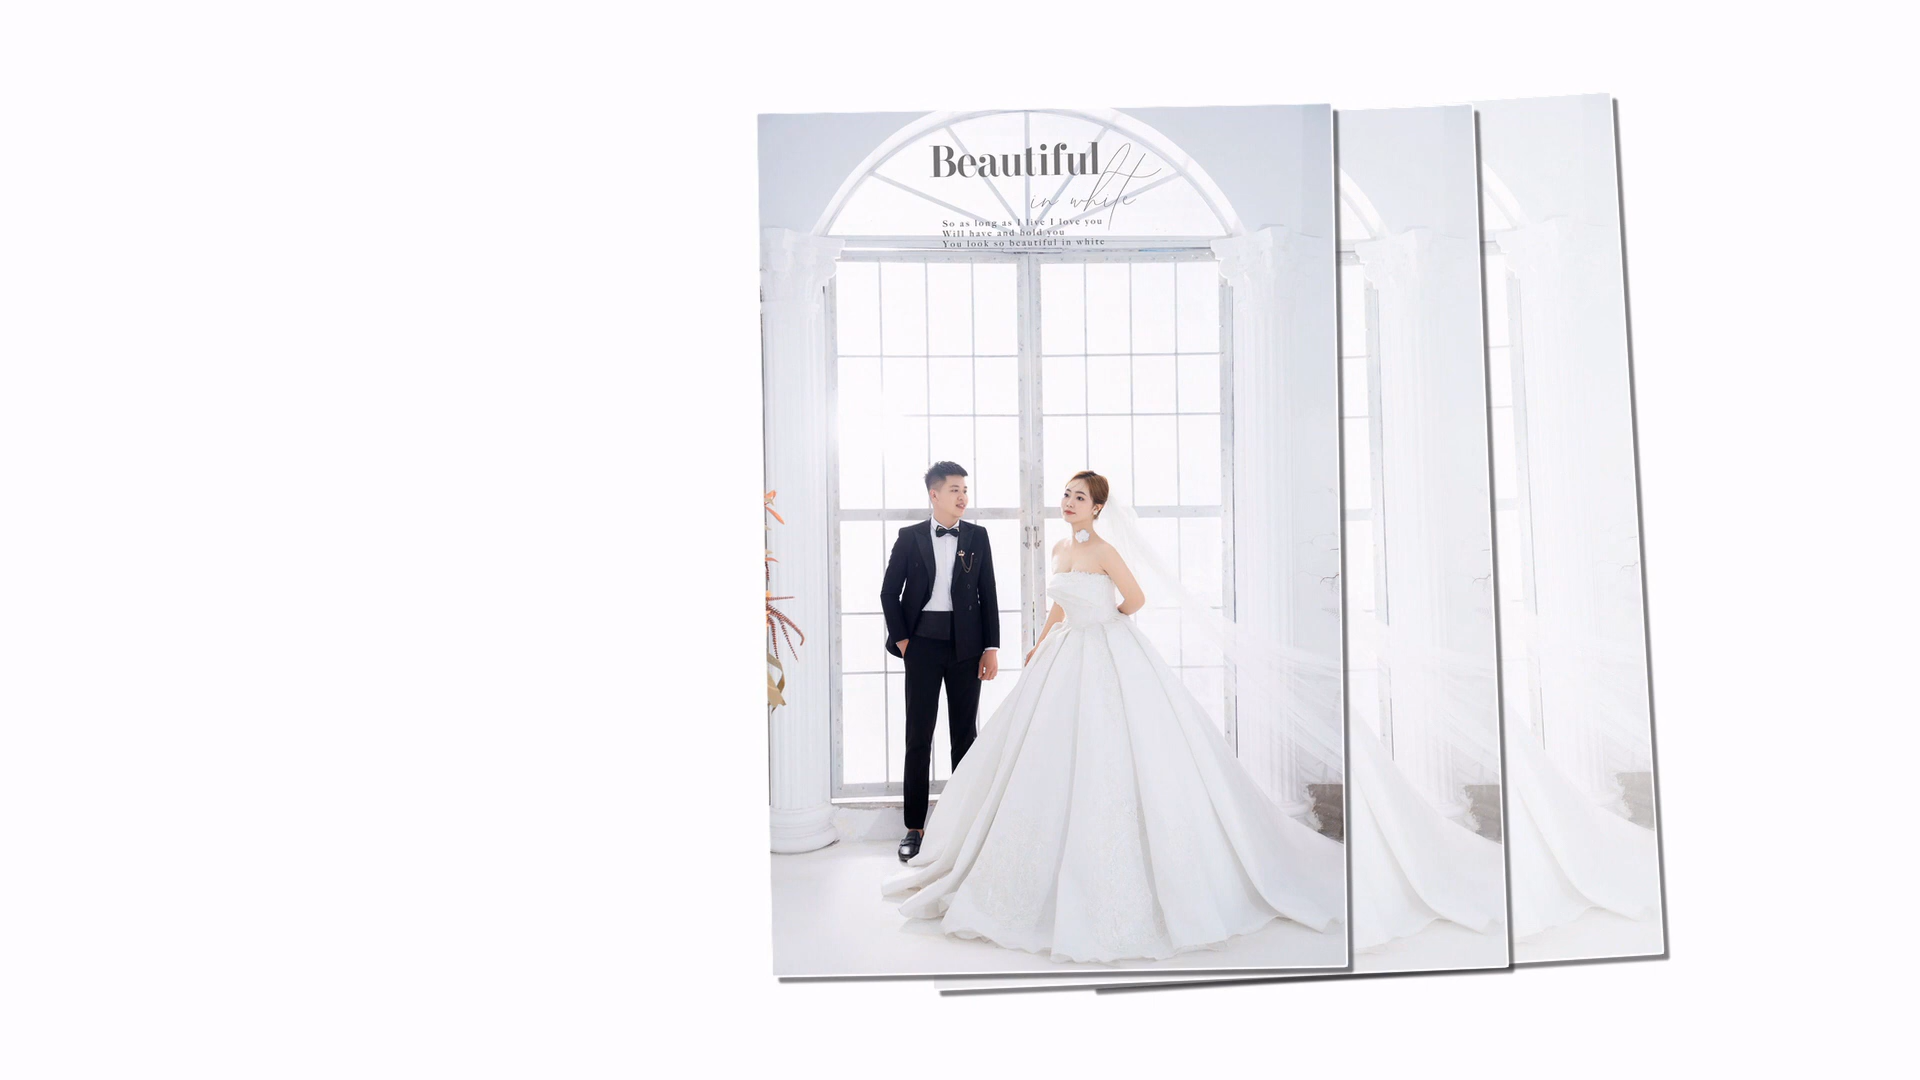 Beautiful
in white
So as long as I live I love you
Will have and hold you
You look so beautiful in white